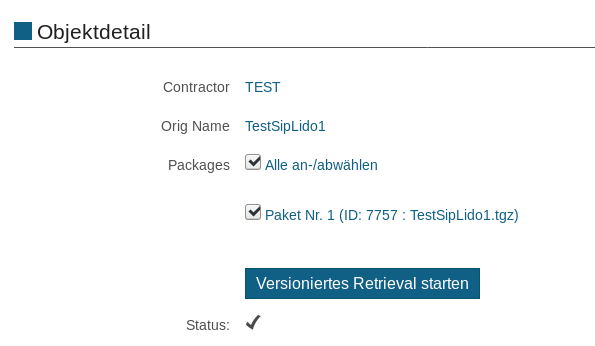 Objektdetail
Contractor TEST
Orig Name TestSipLido1
Packages Alle an-/abwählen
Paket Nr. 1 (ID: 7757 : TestSipLido1.tgz)
Versioniertes Retrieval starten
Status: